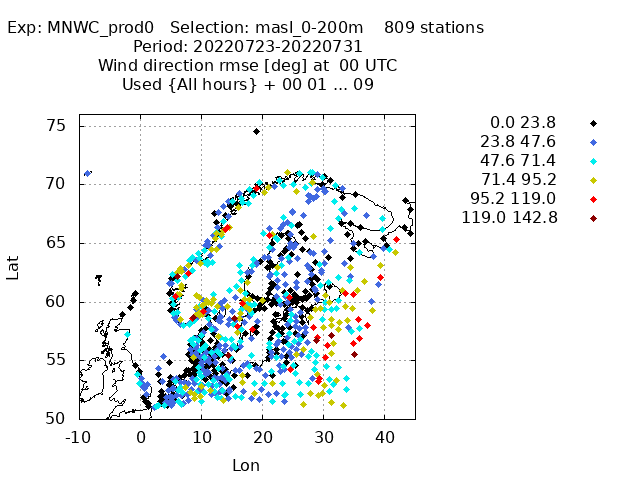 Exp: MNWC_prod0   Selection: masl_0-200m    809 stations
Period: 20220723-20220731
Wind direction rmse [deg] at  00 UTC
Used {All hours} + 00 01 ... 09
0.0 23.8
23.8 47.6
47.6 71.4
71.4 95.2
95.2 119.0
119.0 142.8
75
70
65
60
55
50
Lat
-10 0 10 20 30 40
Lon